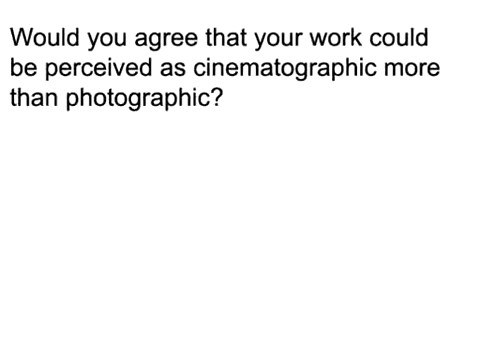 Would you agree that your work could
be perceived as cinematographic more
than photographic?